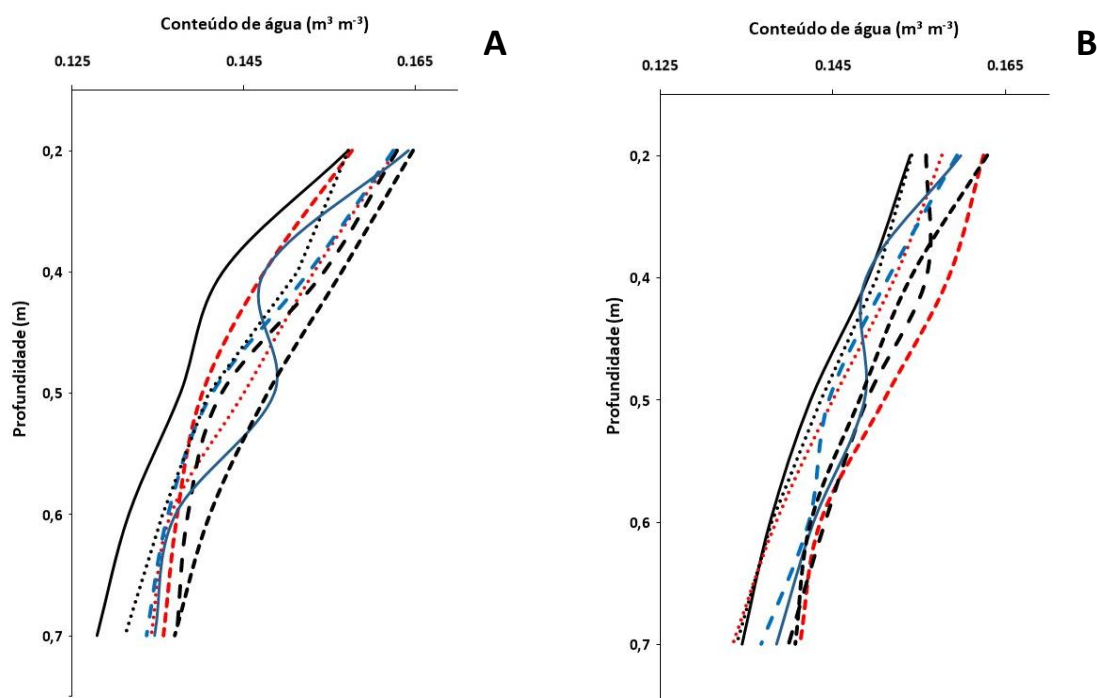 Conteúdo de água (m³ m⁻³)
A
0.125 0.145 0.165
0,2
0,4
0,5
0,6
0,7
Profundidade (m)
Conteúdo de água (m³ m⁻³)
B
0.125 0.145 0.165
0,2
0,4
0,5
0,6
0,7
Profundidade (m)